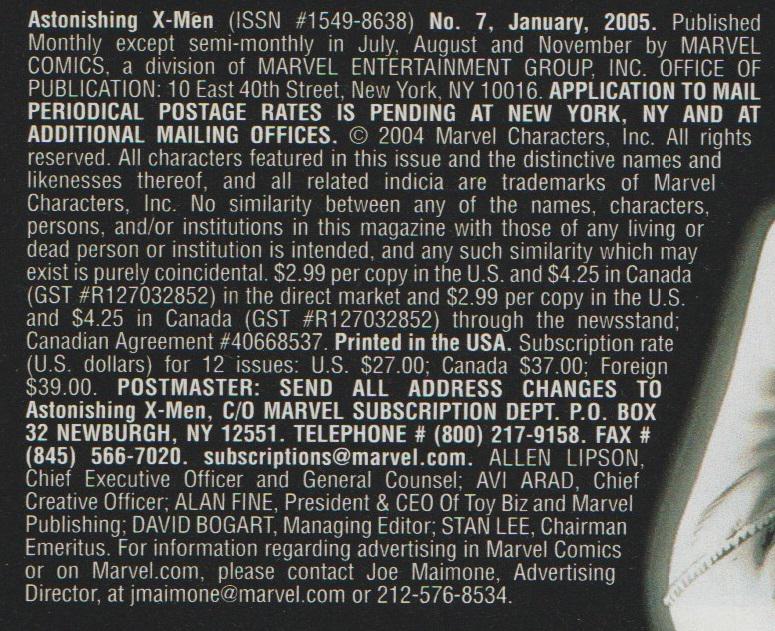 Astonishing X-Men (ISSN #1549-8638) No. 7, January, 2005. Published
Monthly except semi-monthly in July, August and November by MARVEL
COMICS, a division of MARVEL ENTERTAINMENT GROUP, INC. OFFICE OF
PUBLICATION: 10 East 40th Street, New York, NY 10016. APPLICATION TO MAIL
PERIODICAL POSTAGE RATES IS PENDING AT NEW YORK, NY AND AT
ADDITIONAL MAILING OFFICES. © 2004 Marvel Characters, Inc. All rights
reserved. All characters featured in this issue and the distinctive names and
likenesses thereof, and all related indicia are trademarks of Marvel
Characters, Inc. No similarity between any of the names, characters,
persons, and/or institutions in this magazine with those of any living or
dead person or institution is intended, and any such similarity which may
exist is purely coincidental. $2.99 per copy in the U.S. and $4.25 in Canada
(GST #R127032852) in the direct market and $2.99 per copy in the U.S.
and $4.25 in Canada (GST #R127032852) through the newsstand;
Canadian Agreement #40668537. Printed in the USA. Subscription rate
(U.S. dollars) for 12 issues: U.S. $27.00; Canada $37.00; Foreign
$39.00. POSTMASTER: SEND ALL ADDRESS CHANGES TO
Astonishing X-Men, C/O MARVEL SUBSCRIPTION DEPT. P.O. BOX
32 NEWBURGH, NY 12551. TELEPHONE # (800) 217-9158. FAX #
(845) 566-7020. subscriptions@marvel.com. ALLEN LIPSON,
Chief Executive Officer and General Counsel; AVI ARAD, Chief
Creative Officer; ALAN FINE, President & CEO Of Toy Biz and Marvel
Publishing; DAVID BOGART, Managing Editor; STAN LEE, Chairman
Emeritus. For information regarding advertising in Marvel Comics
or on Marvel.com, please contact Joe Maimone, Advertising
Director, at jmaimone@marvel.com or 212-576-8534.